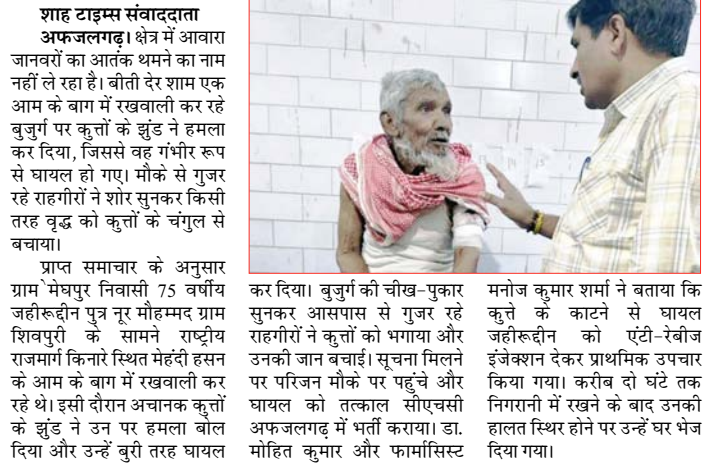 शाह टाइम्स संवाददाता
अफजलगढ़। क्षेत्र में आवारा
जानवरों का आतंक थमने का नाम
नहीं ले रहा है। बीती देर शाम एक
आम के बाग में रखवाली कर रहे
बुजुर्ग पर कुत्तों के झुंड ने हमला
कर दिया, जिससे वह गंभीर रूप
से घायल हो गए। मौके से गुजर
रहे राहगीरों ने शोर सुनकर किसी
तरह वृद्ध को कुत्तों के चंगुल से
बचाया।
प्राप्त समाचार के अनुसार
ग्राम मेघपुर निवासी 75 वर्षीय
जहीरूद्दीन पुत्र नूर मौहम्मद ग्राम
शिवपुरी के सामने राष्ट्रीय
राजमार्ग किनारे स्थित मेहंदी हसन
के आम के बाग में रखवाली कर
रहे थे। इसी दौरान अचानक कुत्तों
के झुंड ने उन पर हमला बोल
दिया और उन्हें बुरी तरह घायल
कर दिया। बुजुर्ग की चीख-पुकार
सुनकर आसपास से गुजर रहे
राहगीरों ने कुत्तों को भगाया और
उनकी जान बचाई। सूचना मिलने
पर परिजन मौके पर पहुंचे और
घायल को तत्काल सीएचसी
अफजलगढ़ में भर्ती कराया। डा.
मोहित कुमार और फार्मासिस्ट
मनोज कुमार शर्मा ने बताया कि
कुत्ते के काटने से घायल
जहीरूद्दीन को एंटी-रेबीज
इंजेक्शन देकर प्राथमिक उपचार
किया गया। करीब दो घंटे तक
निगरानी में रखने के बाद उनकी
हालत स्थिर होने पर उन्हें घर भेज
दिया गया।